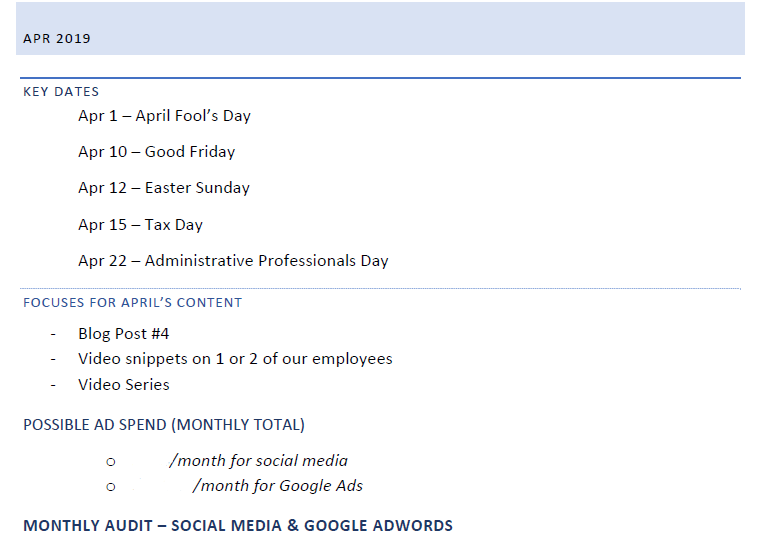 APR 2019
KEY DATES
Apr 1 – April Fool’s Day
Apr 10 – Good Friday
Apr 12 – Easter Sunday
Apr 15 – Tax Day
Apr 22 – Administrative Professionals Day
FOCUSES FOR APRIL’S CONTENT
- Blog Post #4
- Video snippets on 1 or 2 of our employees
- Video Series
POSSIBLE AD SPEND (MONTHLY TOTAL)
o /month for social media
o /month for Google Ads
MONTHLY AUDIT – SOCIAL MEDIA & GOOGLE ADWORDS